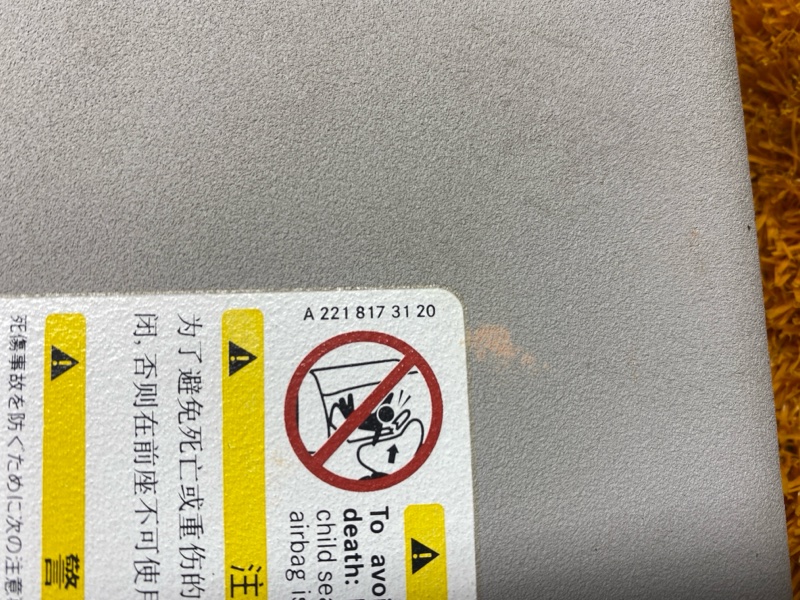 A 221 817 31 20
To avoi
death:
child sea
airbag is
注
为了避免死亡或重伤的
闭, 否则在前座不可使用
警
死傷事故を防ぐために次の注意